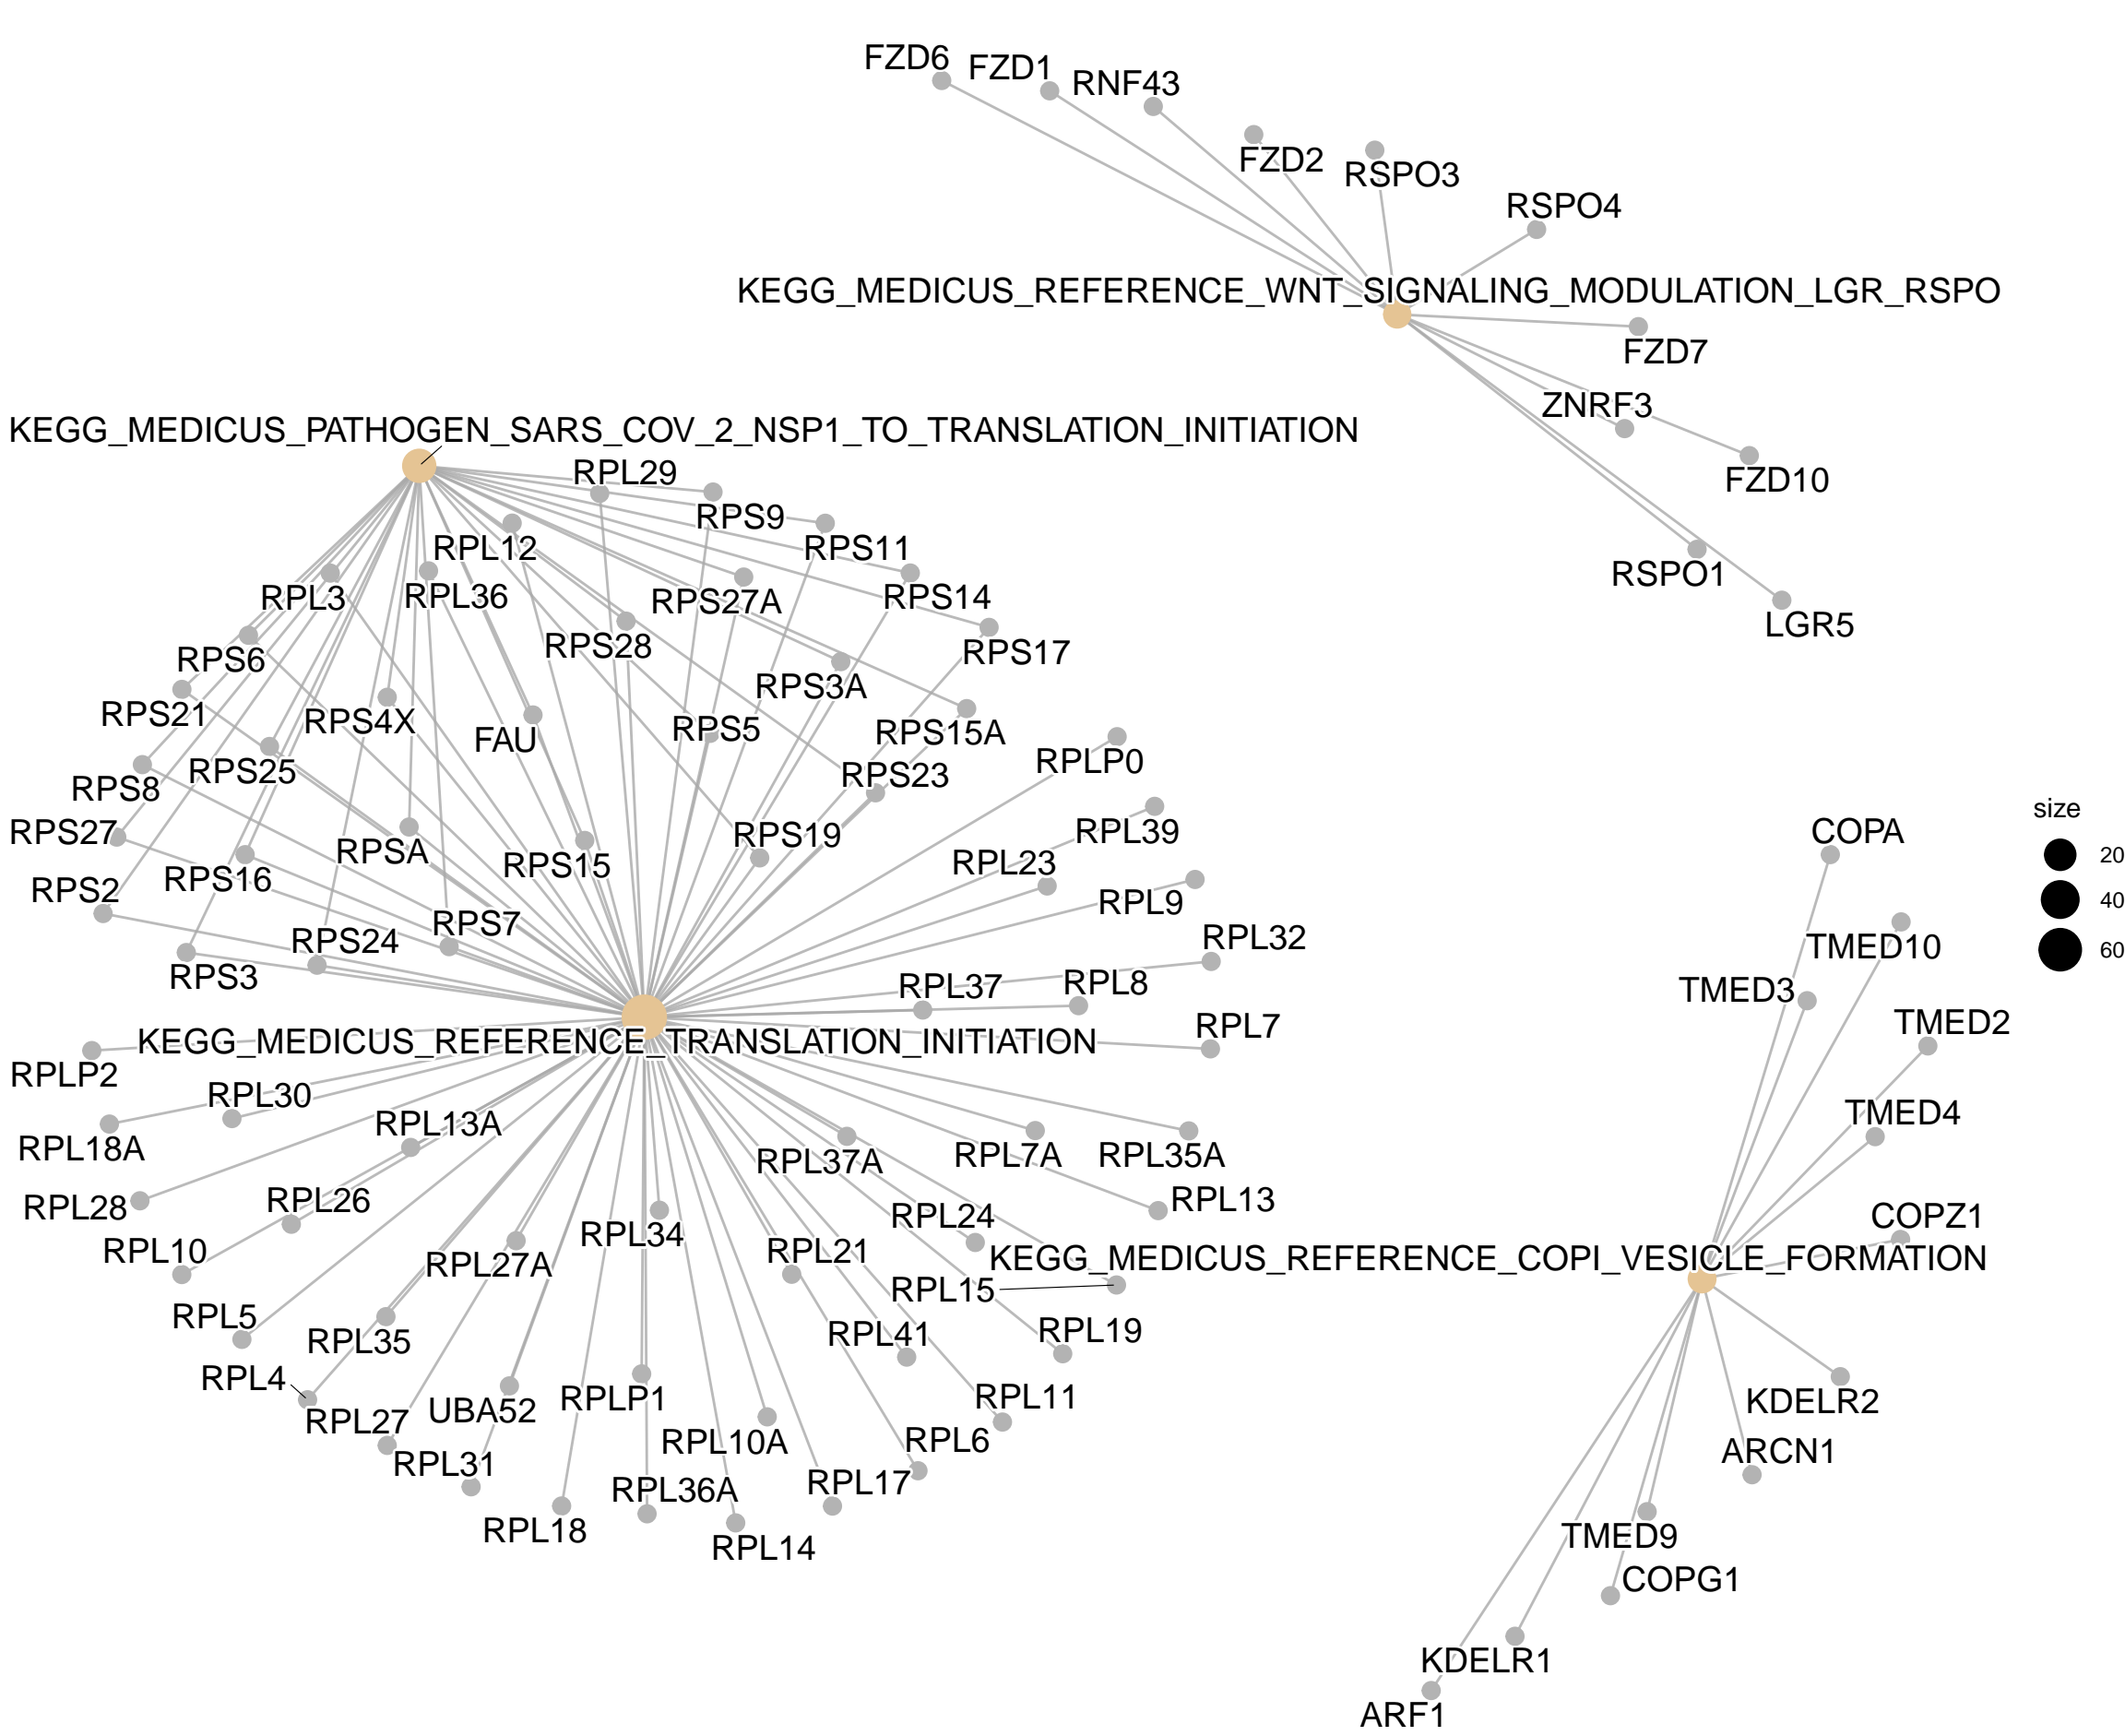 FZD6
FZD1
RNF43
FZD2
RSPO3
RSPO4
KEGG_MEDICUS_REFERENCE_WNT_SIGNALING_MODULATION_LGR_RSPO
FZD7
ZNRF3
FZD10
RSPO1
LGR5
KEGG_MEDICUS_PATHOGEN_SARS_COV_2_NSP1_TO_TRANSLATION_INITIATION
RPL29
RPS9
RPL12
RPS11
RPL3
RPL36
RPS27A
RPS14
RPS6
RPS28
RPS17
RPS3A
RPS21
RPS4X
FAU
RPS5
RPS15A
RPS25
RPS8
RPS23
RPLP0
RPS27
RPSA
RPS15
RPS19
RPL23
RPL39
RPS2
RPS16
RPL9
RPS24
RPS7
RPL32
RPS3
RPL37
RPL8
RPL7
KEGG_MEDICUS_REFERENCE_TRANSLATION_INITIATION
RPLP2
RPL30
RPL13A
RPL18A
RPL37A
RPL7A
RPL35A
RPL28
RPL26
RPL13
RPL10
RPL27A
RPL34
RPL21
RPL24
RPL15
RPL5
RPL35
RPL41
RPL19
RPL4
RPL27
UBA52
RPLP1
RPL11
RPL31
RPL10A
RPL6
RPL36A
RPL17
RPL18
RPL14
COPA
TMED10
TMED3
TMED2
TMED4
COPZ1
KEGG_MEDICUS_REFERENCE_COPI_VESICLE_FORMATION
KDELR2
ARCN1
TMED9
COPG1
KDELR1
ARF1
size
20
40
60